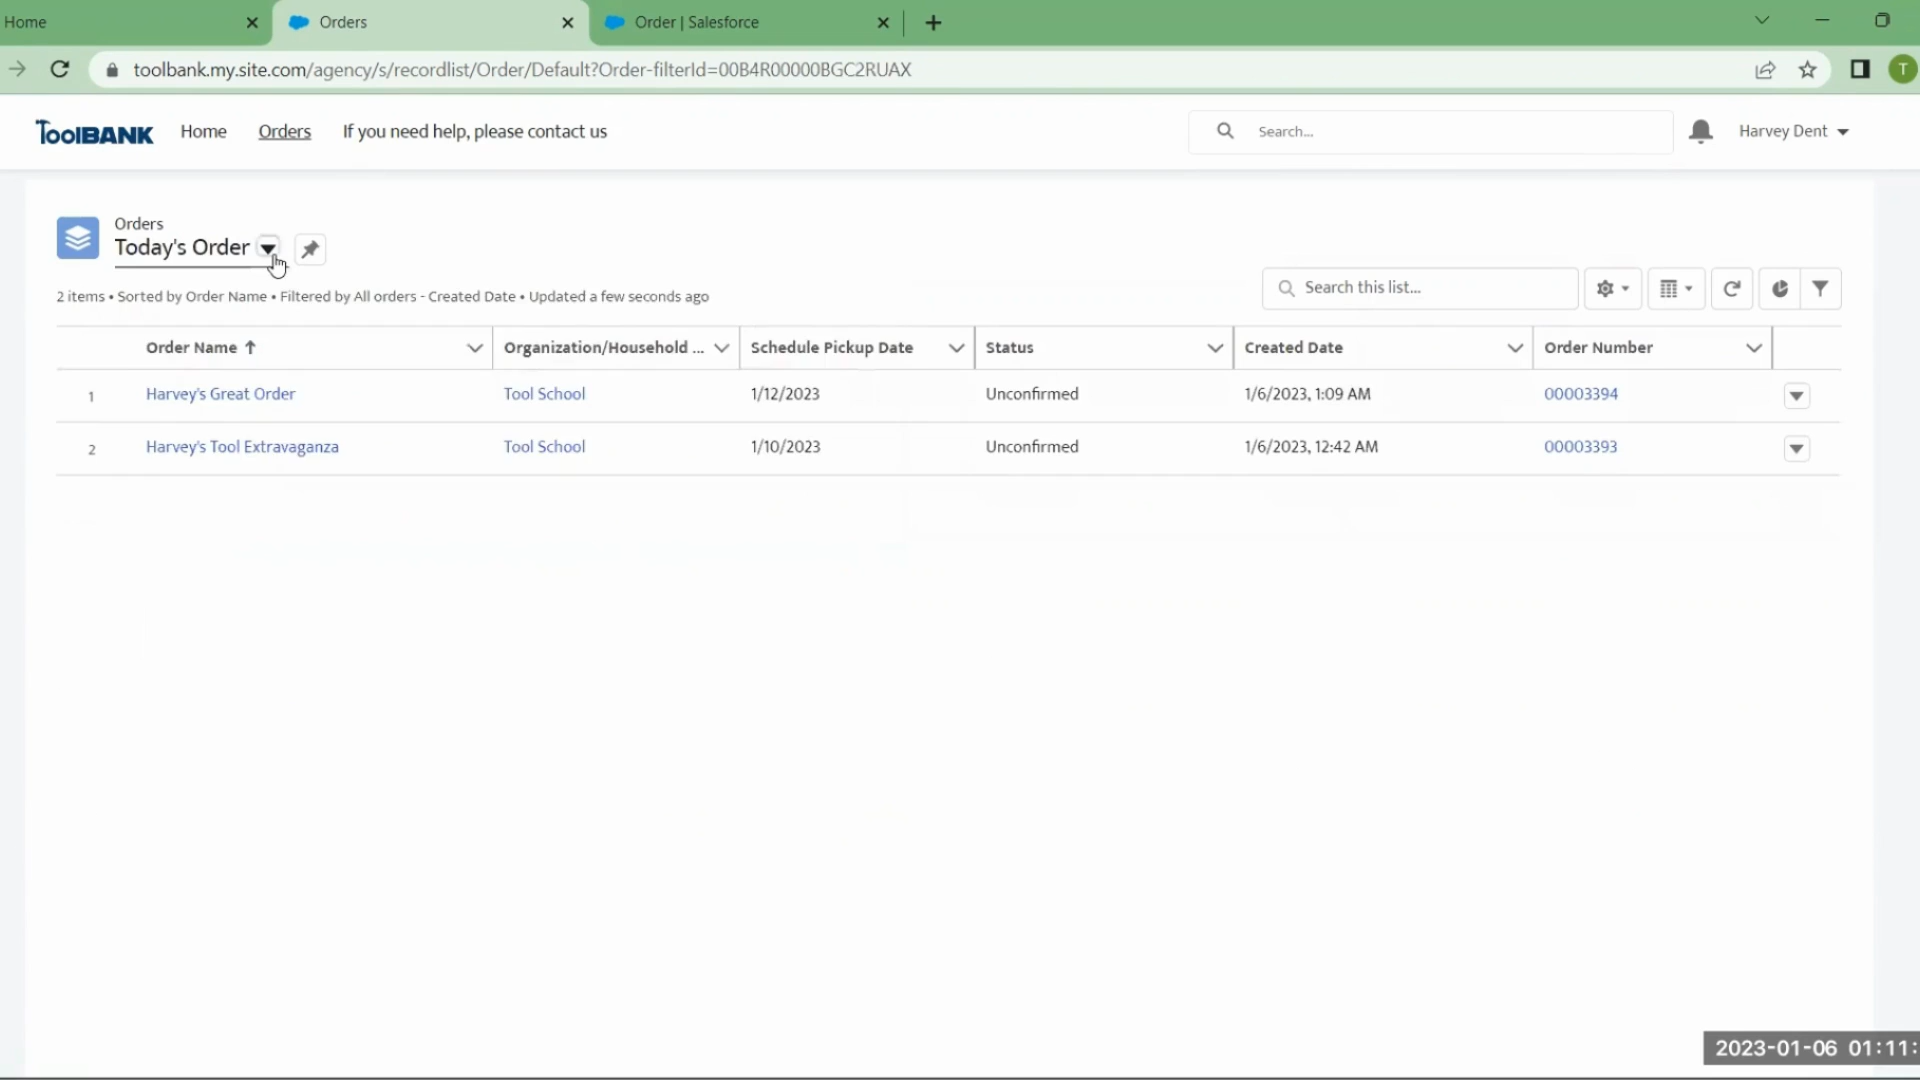 Home
Orders
Order | Salesforce
toolbank.my.site.com/agency/s/recordlist/Order/Default?Order-filterId=00B4R00000BGC2RUAX
T
ToolBANK
Home
Orders
If you need help, please contact us
Search...
Harvey Dent
Orders
Today's Order
2 items • Sorted by Order Name • Filtered by All orders - Created Date • Updated a few seconds ago
Search this list...
Order Name Organization/Household ... Schedule Pickup Date Status Created Date Order Number
1 Harvey's Great Order Tool School 1/12/2023 Unconfirmed 1/6/2023, 1:09 AM 00003394
2 Harvey's Tool Extravaganza Tool School 1/10/2023 Unconfirmed 1/6/2023, 12:42 AM 00003393
2023-01-06 01:11: